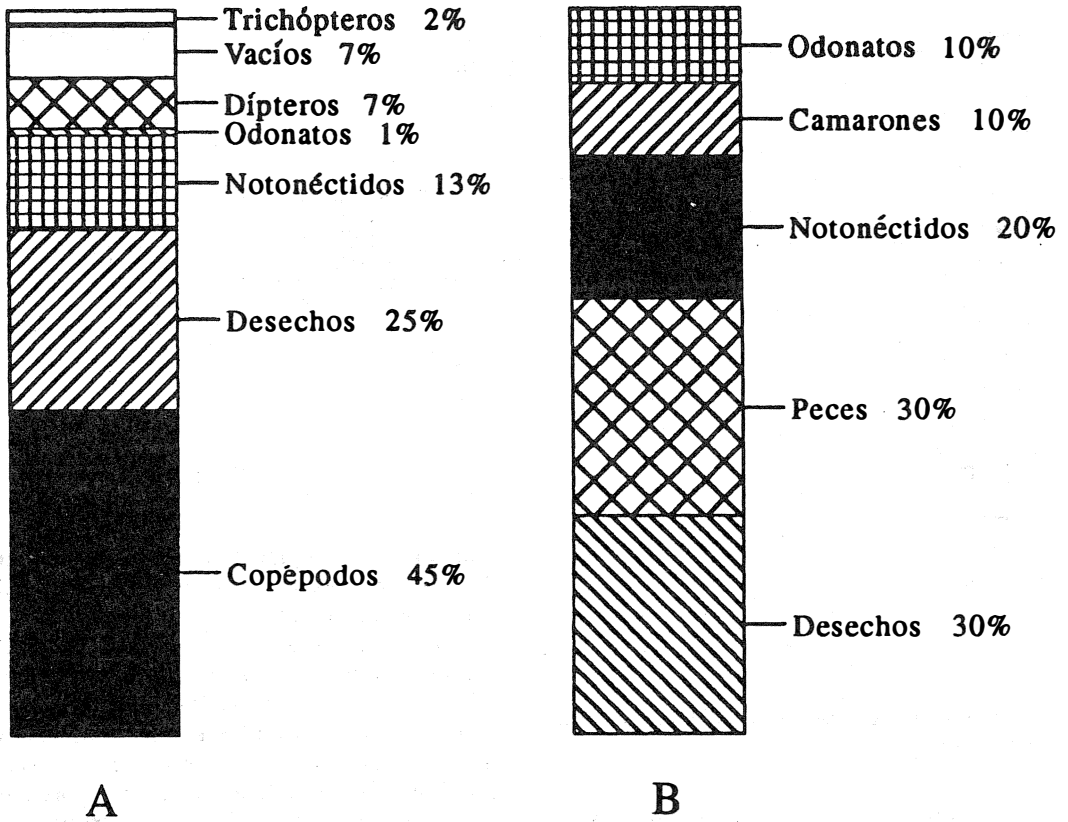 Trichópteros 2%
Vacíos 7%
Dípteros 7%
Odonatos 1%
Notonéctidos 13%
Desechos 25%
Copépodos 45%
A
Odonatos 10%
Camarones 10%
Notonéctidos 20%
Peces 30%
Desechos 30%
B